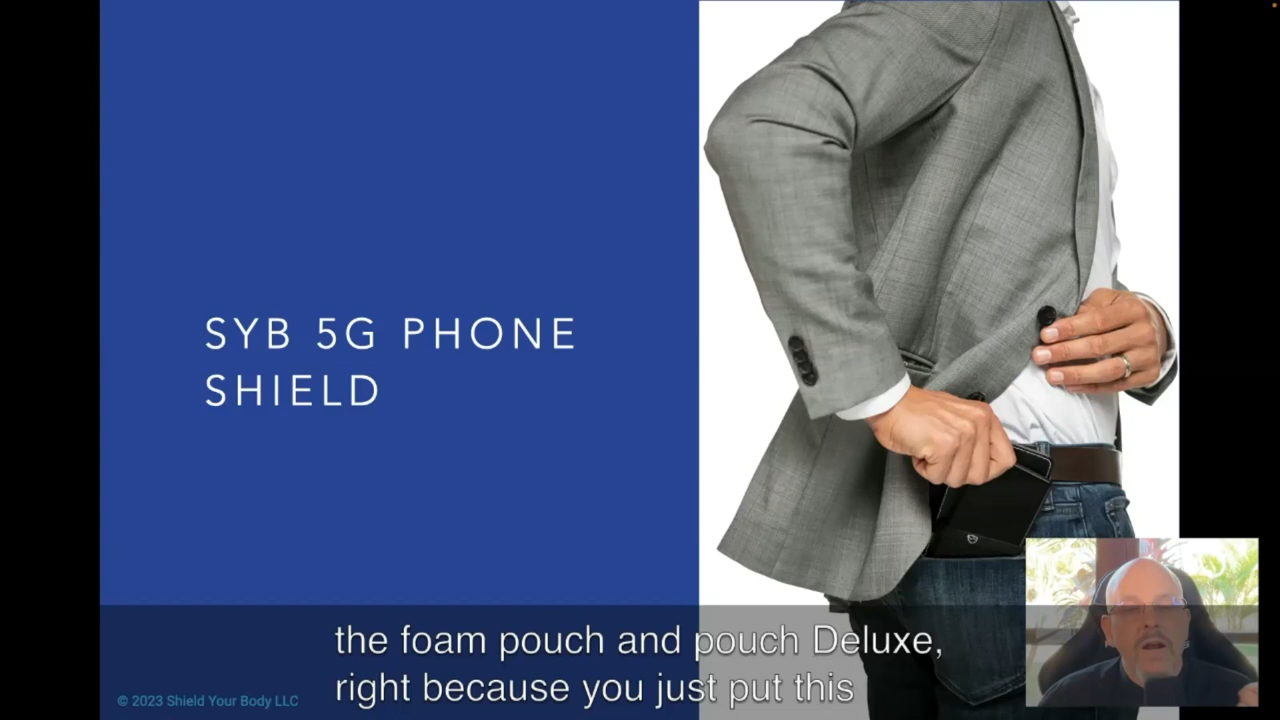 SYB 5G PHONE
SHIELD
the foam pouch and pouch Deluxe,
right because you just put this
© 2023 Shield Your Body LLC